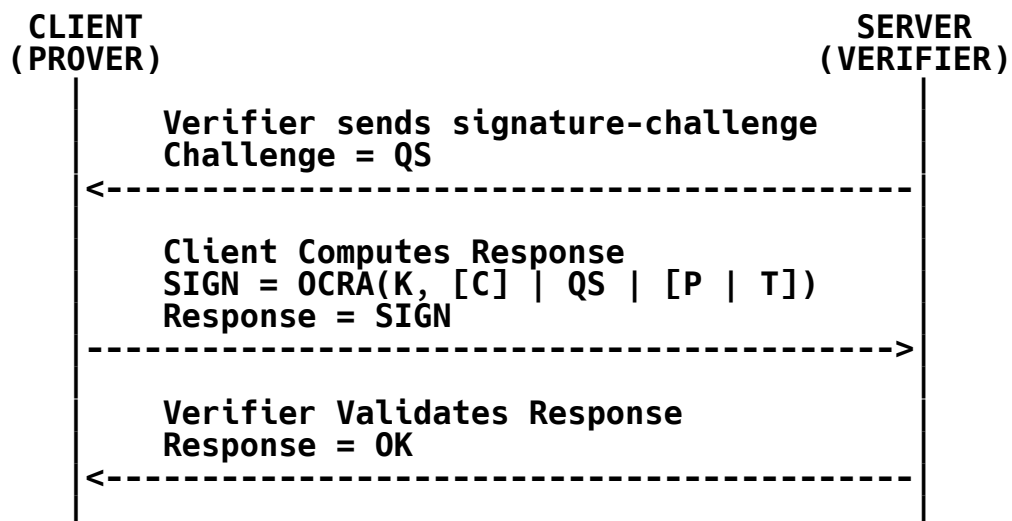 CLIENT SERVER
(PROVER) (VERIFIER)
Verifier sends signature-challenge
Challenge = QS
<------------------------------------------
Client Computes Response
SIGN = OCRA(K, [C] | QS | [P | T])
Response = SIGN
------------------------------------------>
Verifier Validates Response
Response = OK
<------------------------------------------